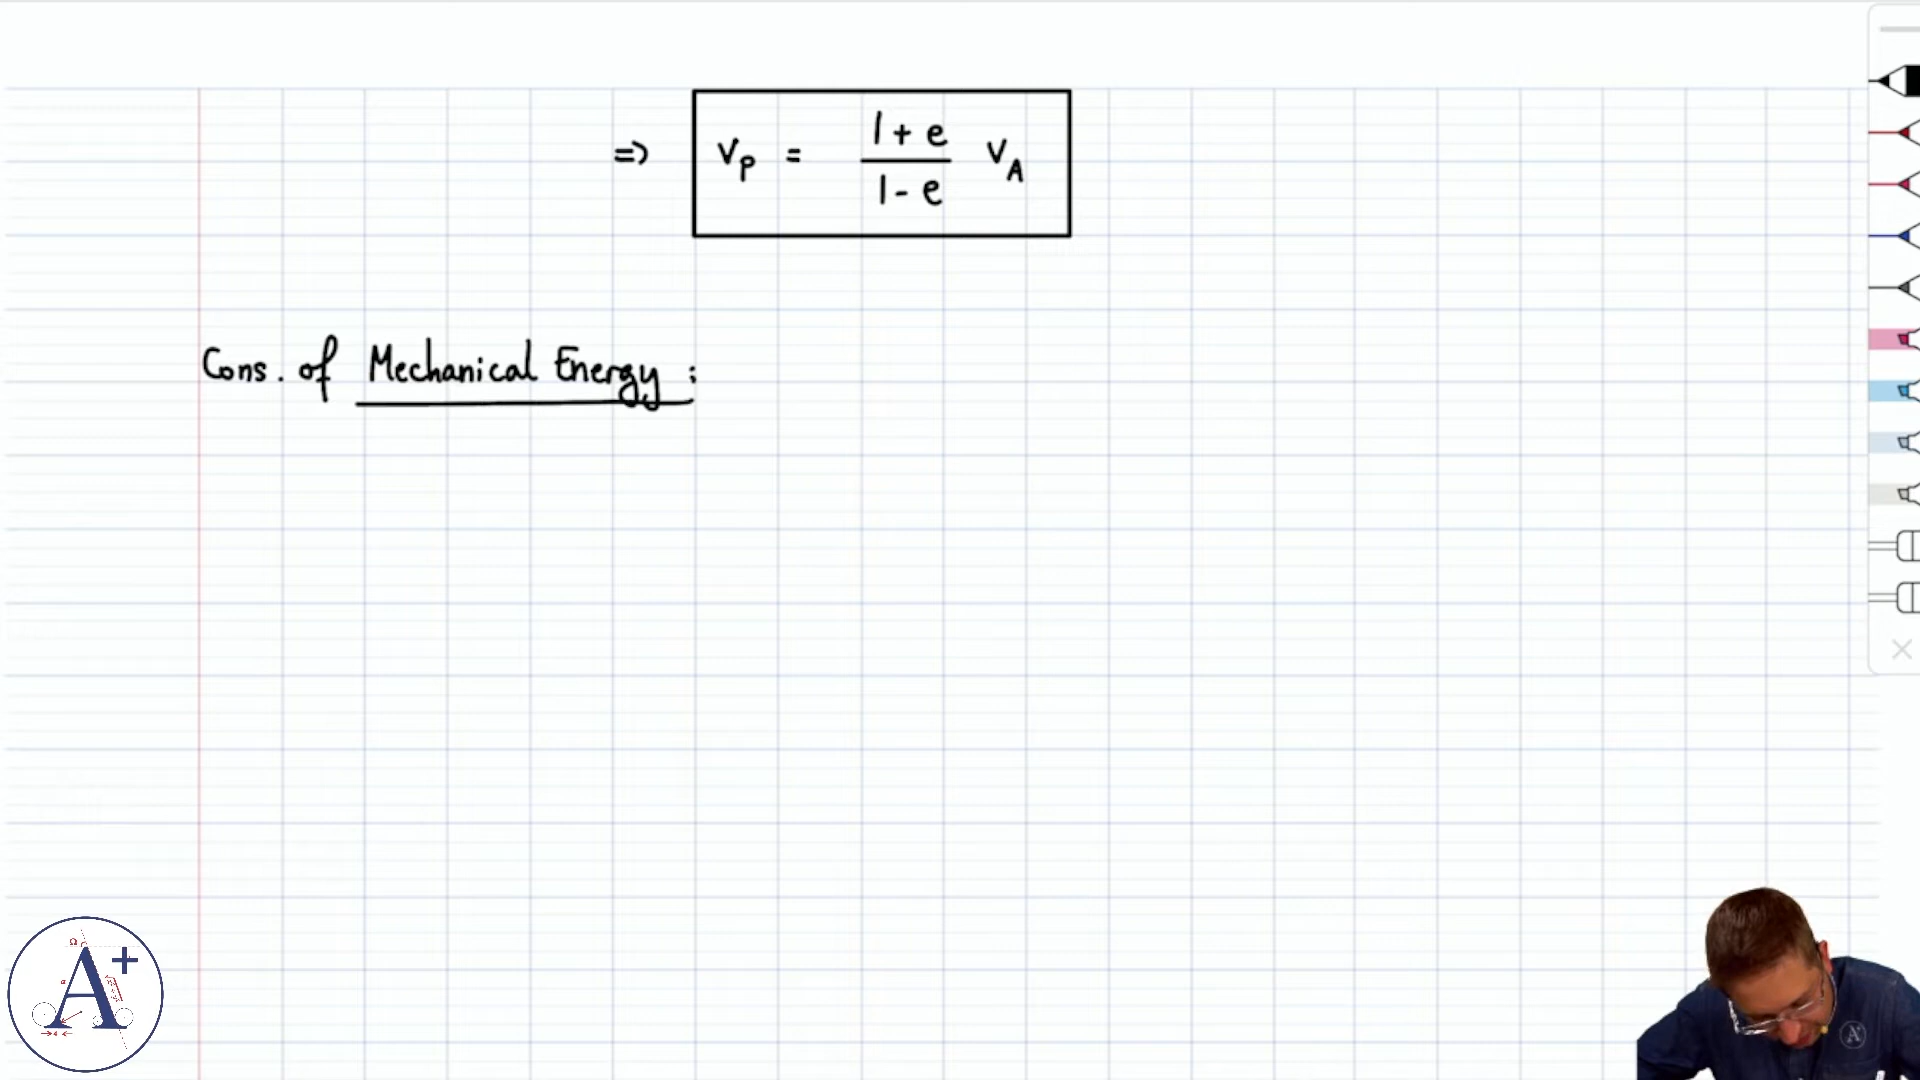 => v_P = (1 + e)/(1 - e) v_A
Cons. of Mechanical Energy :
A+